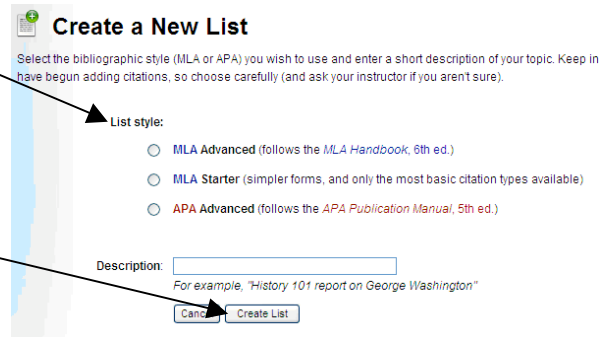 Create a New List
Select the bibliographic style (MLA or APA) you wish to use and enter a short description of your topic. Keep in
have begun adding citations, so choose carefully (and ask your instructor if you aren't sure).
List style:
MLA Advanced (follows the MLA Handbook, 6th ed.)
MLA Starter (simpler forms, and only the most basic citation types available)
APA Advanced (follows the APA Publication Manual, 5th ed.)
Description:
For example, "History 101 report on George Washington"
Create List